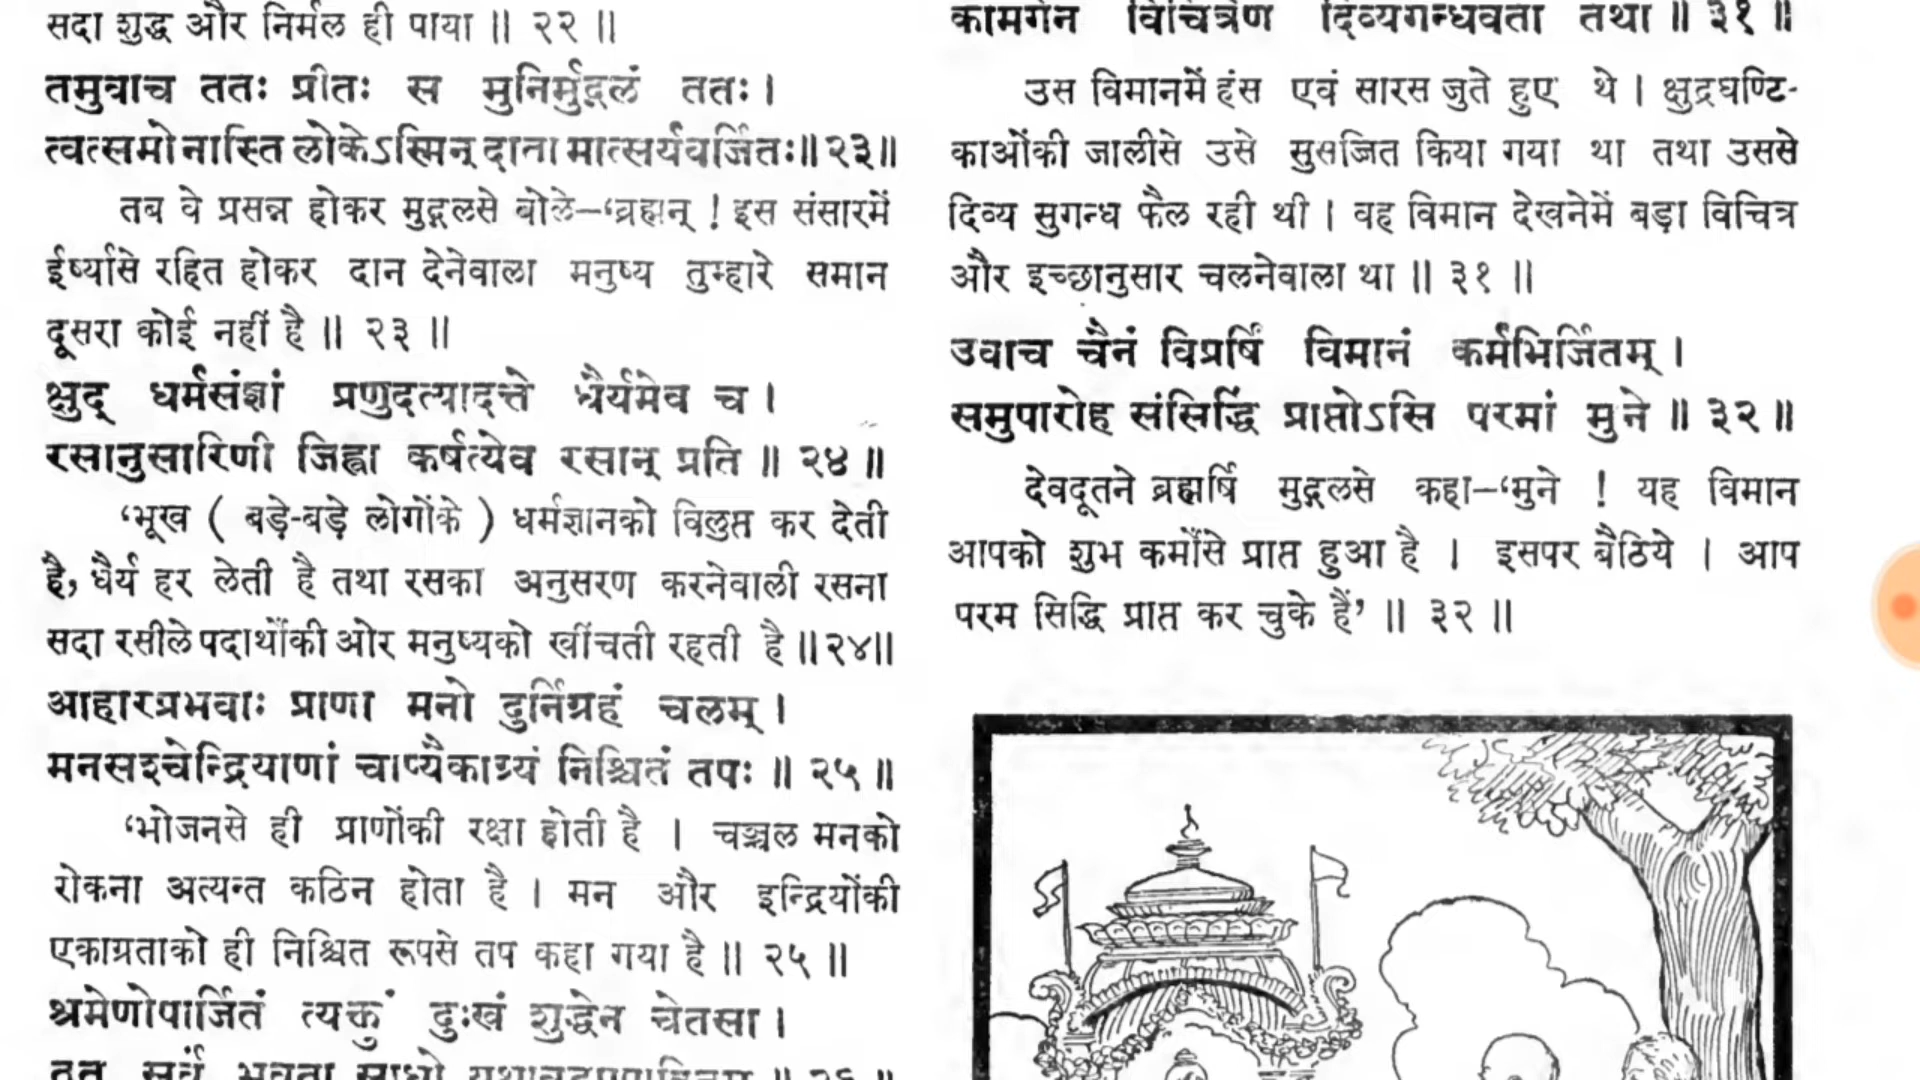 सदा शुद्ध और निर्मल ही पाया ॥ २२ ॥
तमुवाच ततः प्रीतः स मुनिर्मुद्गलं ततः ।
त्वत्समो नास्ति लोकेऽस्मिन् दाता मात्सर्यवर्जितः॥ २३॥
तब वे प्रसन्न होकर मुद्गलसे बोले—‘ब्रह्मन् ! इस संसारमें
ईर्ष्यासे रहित होकर दान देनेवाला मनुष्य तुम्हारे समान
दूसरा कोई नहीं है ॥ २३ ॥
क्षुद् धर्मसंज्ञां प्रणुदत्यादत्ते धैर्यमेव च ।
रसानुसारिणी जिह्वा कर्षत्येव रसान् प्रति ॥ २४ ॥
‘भूख ( बड़े-बड़े लोगोंके ) धर्मज्ञानको विलुप्त कर देती
है, धैर्य हर लेती है तथा रसका अनुसरण करनेवाली रसना
सदा रसीले पदार्थोंकी ओर मनुष्यको खींचती रहती है ॥२४॥
आहारप्रभवाः प्राणा मनो दुर्निग्रहं चलम् ।
मनसश्चेन्द्रियाणां चाप्यैकाग्र्यं निश्चितं तपः ॥ २५ ॥
‘भोजनसे ही प्राणोंकी रक्षा होती है । चञ्चल मनको
रोकना अत्यन्त कठिन होता है । मन और इन्द्रियोंकी
एकाग्रताको ही निश्चित रूपसे तप कहा गया है ॥ २५ ॥
श्रमेणोपार्जितं त्यक्तुं दुःखं शुद्धेन चेतसा ।
तत् सर्वं भवता साधो ॥ २६ ॥
कामगेन विचित्रेण दिव्यगन्धवता तथा ॥ ३१ ॥
उस विमानमें हंस एवं सारस जुते हुए थे । क्षुद्रघण्टि-
काओंकी जालीसे उसे सुसज्जित किया गया था तथा उससे
दिव्य सुगन्ध फैल रही थी । वह विमान देखनेमें बड़ा विचित्र
और इच्छानुसार चलनेवाला था ॥ ३१ ॥
उवाच चैनं विप्रर्षिं विमानं कर्मभिर्जितम् ।
समुपारोह संसिद्धिं प्राप्तोऽसि परमां मुने ॥ ३२ ॥
देवदूतने ब्रह्मर्षि मुद्गलसे कहा—‘मुने ! यह विमान
आपको शुभ कर्मोंसे प्राप्त हुआ है । इसपर बैठिये । आप
परम सिद्धि प्राप्त कर चुके हैं’ ॥ ३२ ॥